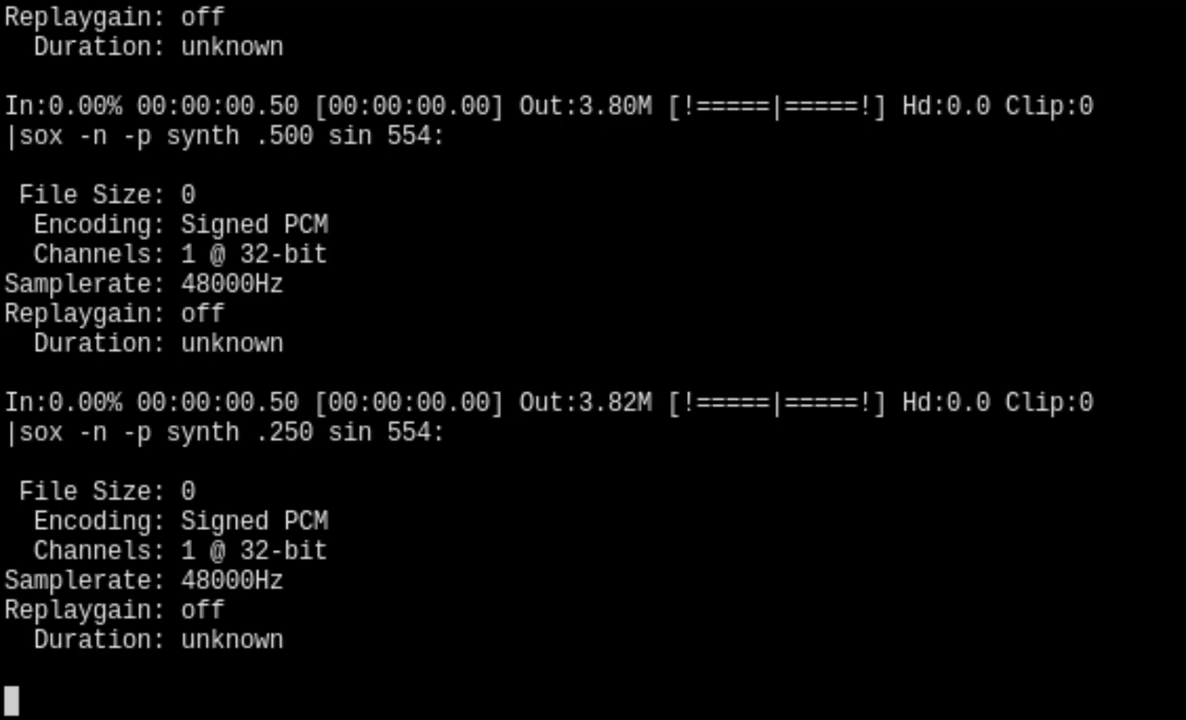 Replaygain: off
  Duration: unknown

In:0.00% 00:00:00.50 [00:00:00.00] Out:3.80M [!=====|=====!] Hd:0.0 Clip:0
|sox -n -p synth .500 sin 554:

 File Size: 0
  Encoding: Signed PCM
  Channels: 1 @ 32-bit
Samplerate: 48000Hz
Replaygain: off
  Duration: unknown

In:0.00% 00:00:00.50 [00:00:00.00] Out:3.82M [!=====|=====!] Hd:0.0 Clip:0
|sox -n -p synth .250 sin 554:

 File Size: 0
  Encoding: Signed PCM
  Channels: 1 @ 32-bit
Samplerate: 48000Hz
Replaygain: off
  Duration: unknown